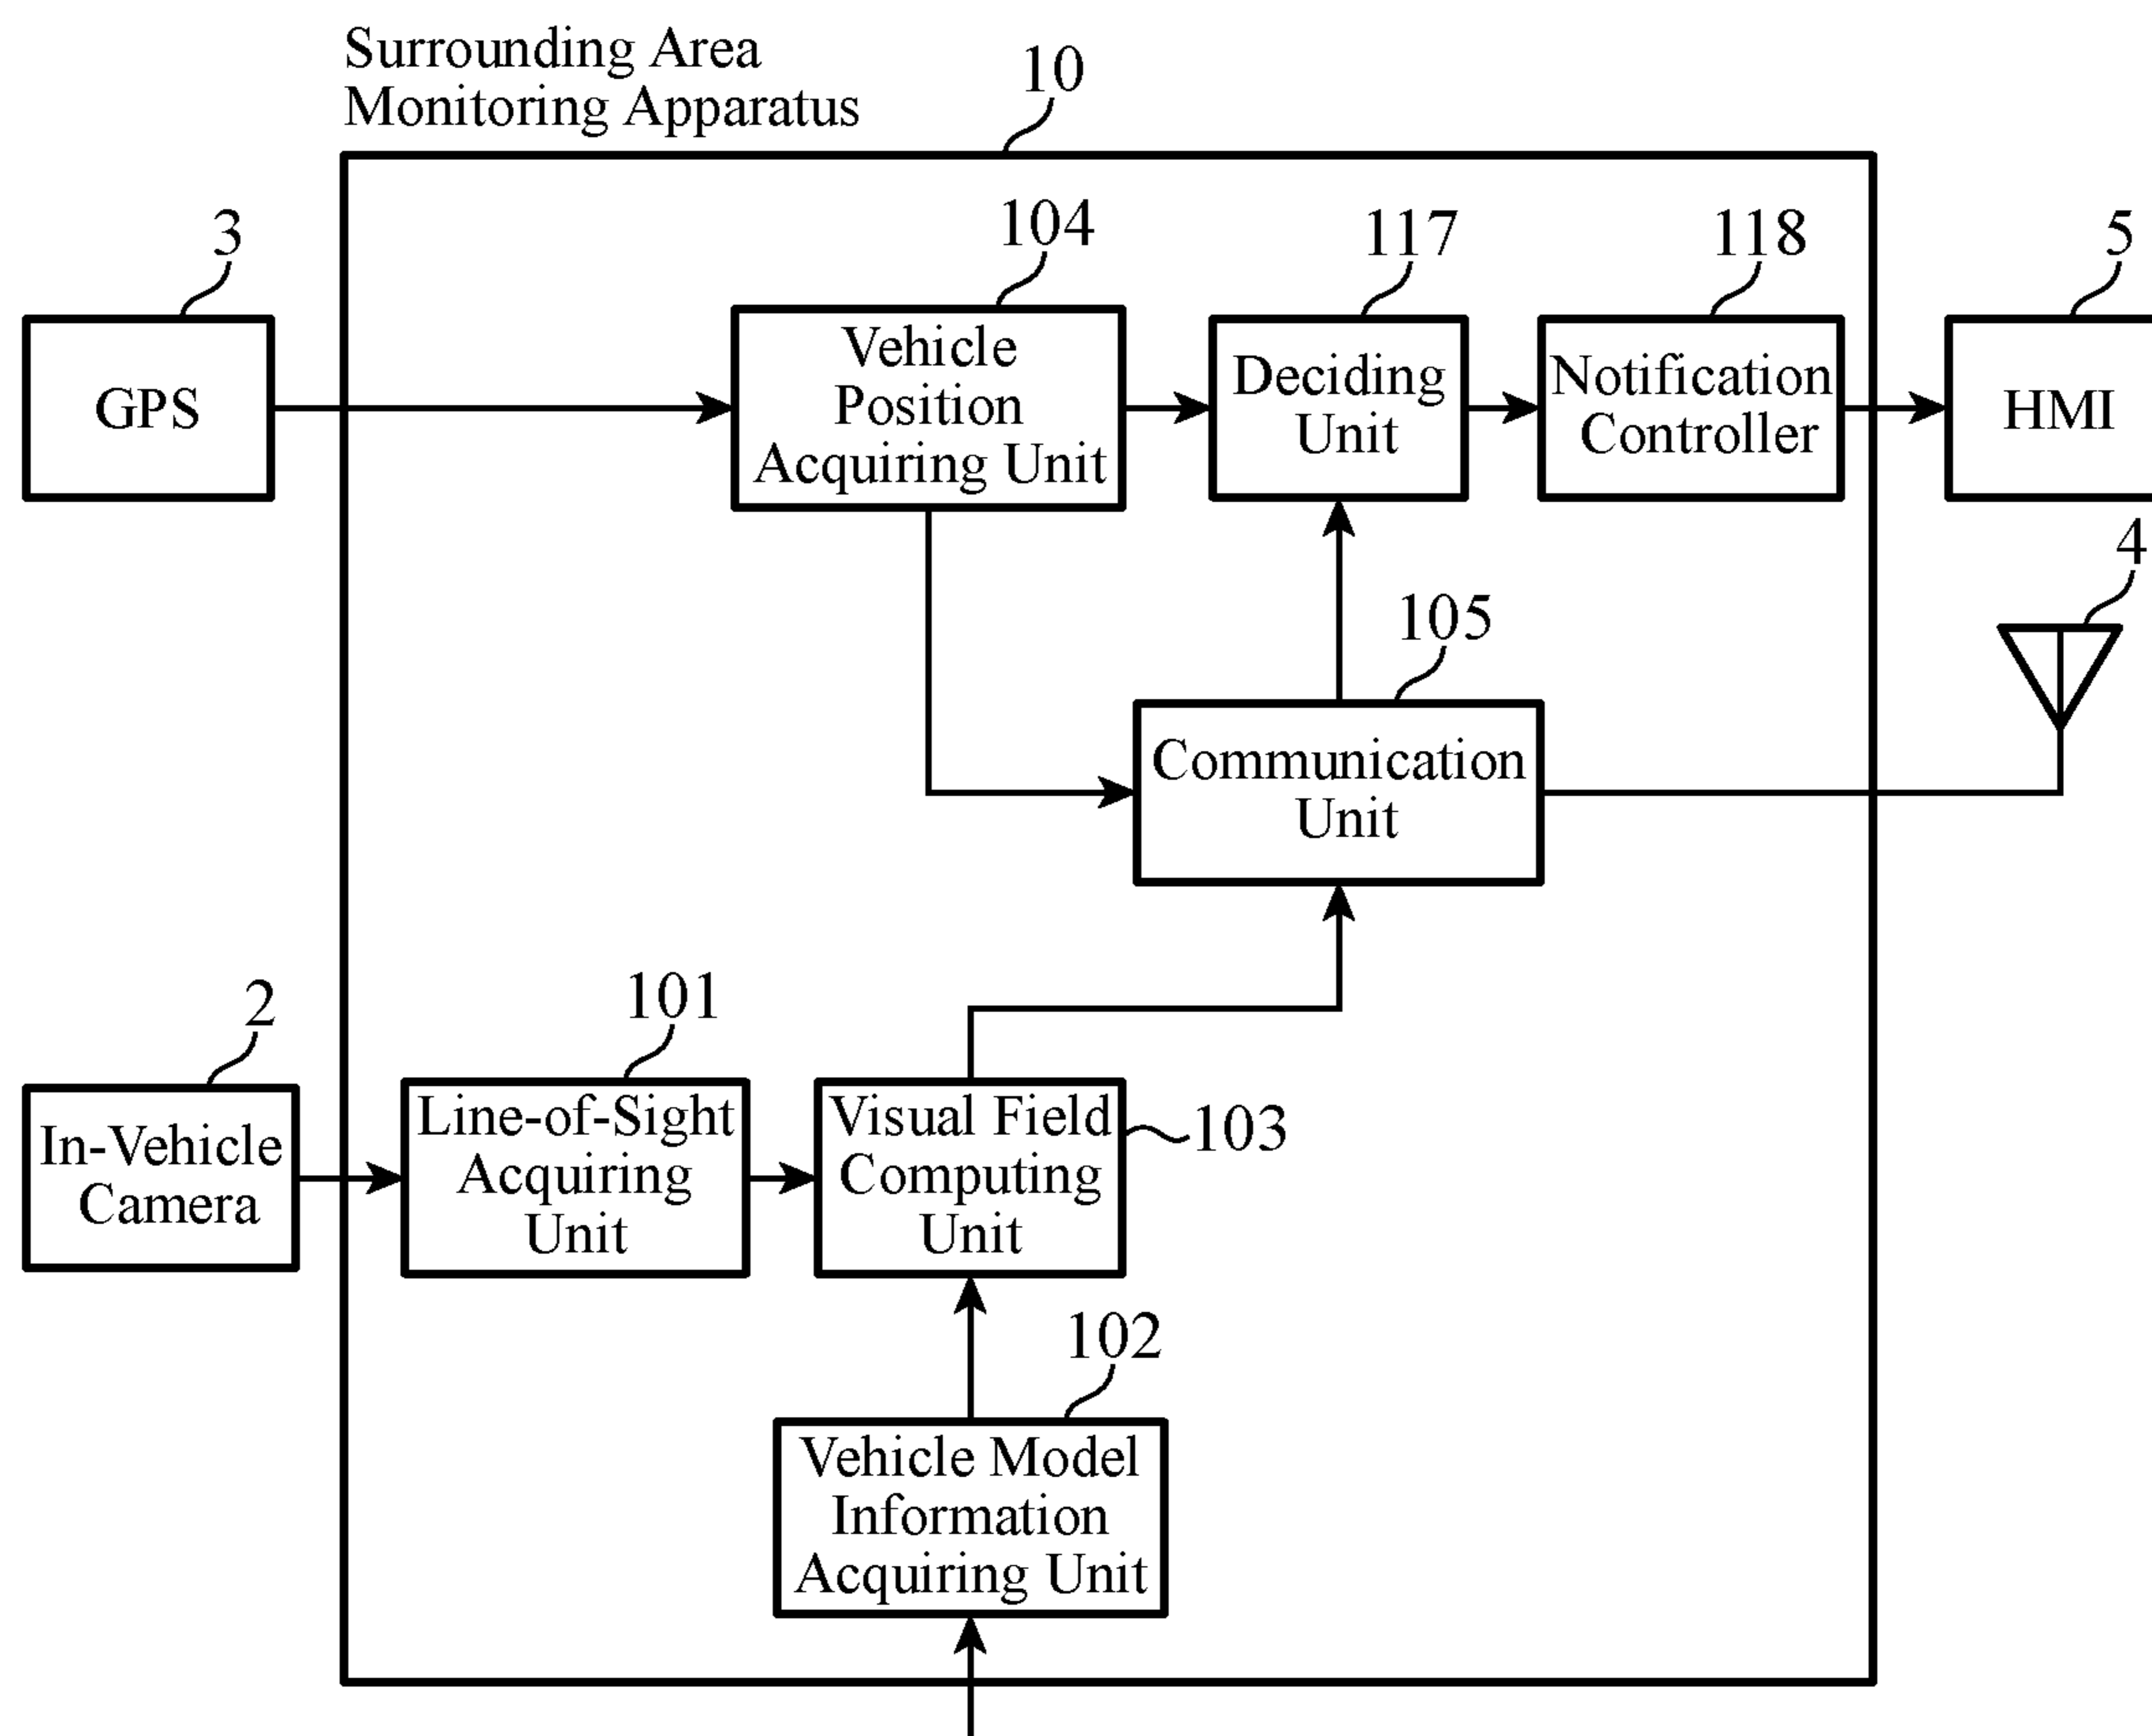 Surrounding Area
Monitoring Apparatus
10
3
104
117
118
5
GPS
Vehicle
Position
Acquiring Unit
Deciding
Unit
Notification
Controller
HMI
4
105
Communication
Unit
2
101
In-Vehicle
Camera
Line-of-Sight
Acquiring
Unit
Visual Field
Computing
Unit
103
102
Vehicle Model
Information
Acquiring Unit